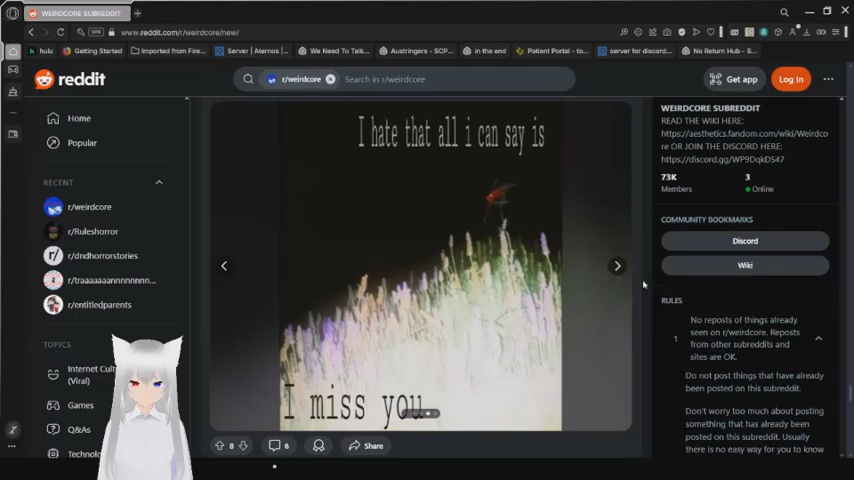 WEIRDCORE SUBREDDIT
www.reddit.com/r/weirdcore/new/
hulu
Getting Started
Imported from Fire...
Server | Aternos |
We Need To Talk...
Austringers - SCP...
in the end
Patient Portal - to...
server for discord...
No Return Hub - S...
reddit
r/weirdcore
Search in r/weirdcore
Get app
Log In
Home
Popular
RECENT
r/weirdcore
r/Ruleshorror
r/dndhorrorstories
r/traaaaaaannnnnnn...
r/entitledparents
TOPICS
Internet Cult
(Viral)
Games
Q&As
Technolo
I hate that all i can say is
I miss you
8
6
Share
WEIRDCORE SUBREDDIT
READ THE WIKI HERE:
https://aesthetics.fandom.com/wiki/Weirdco
re OR JOIN THE DISCORD HERE:
https://discord.gg/WP9DqkDS47
73K
3
Members
Online
COMMUNITY BOOKMARKS
Discord
Wiki
RULES
1
No reposts of things already
seen on r/weirdcore. Reposts
from other subreddits and
sites are OK.
Do not post things that have already
been posted on this subreddit.
Don't worry too much about posting
something that has already been
posted on this subreddit. Usually
there is no easy way for you to know